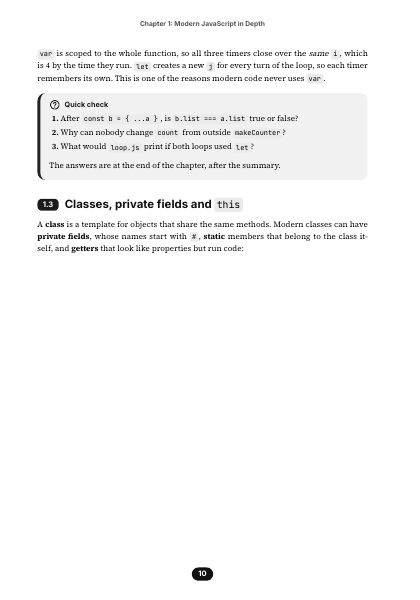 Chapter 1: Modern JavaScript in Depth
var is scoped to the whole function, so all three timers close over the same i, which
is 4 by the time they run. let creates a new j for every turn of the loop, so each timer
remembers its own. This is one of the reasons modern code never uses var.
Quick check
1. After const b = { ...a }, is b.list === a.list true or false?
2. Why can nobody change count from outside makeCounter?
3. What would loop.js print if both loops used let?
The answers are at the end of the chapter, after the summary.
1.3 Classes, private fields and this
A class is a template for objects that share the same methods. Modern classes can have
private fields, whose names start with #, static members that belong to the class it-
self, and getters that look like properties but run code:
10